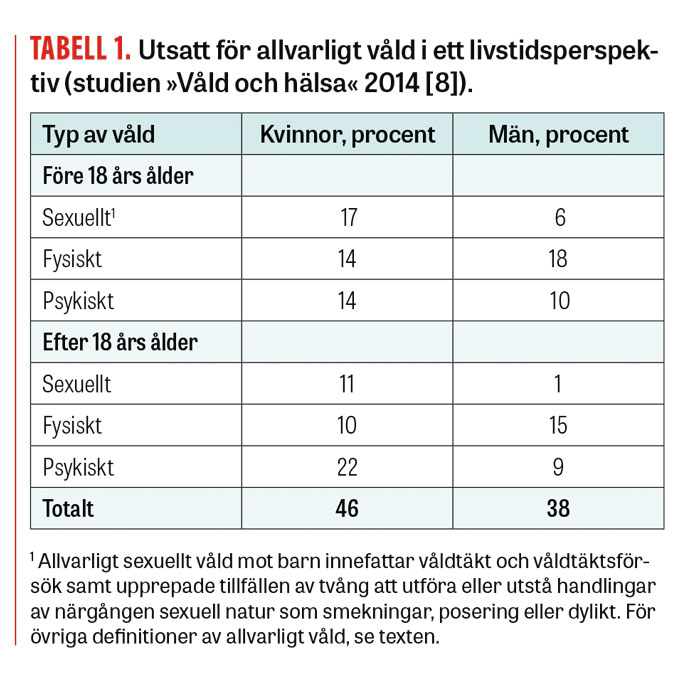 TABELL 1. Utsatt för allvarligt våld i ett livstidsperspek-
tiv (studien »Våld och hälsa« 2014 [8]).
Typ av våld Kvinnor, procent Män, procent
Före 18 års ålder
Sexuellt¹ 17 6
Fysiskt 14 18
Psykiskt 14 10
Efter 18 års ålder
Sexuellt 11 1
Fysiskt 10 15
Psykiskt 22 9
Totalt 46 38
¹ Allvarligt sexuellt våld mot barn innefattar våldtäkt och våldtäktsför-
sök samt upprepade tillfällen av tvång att utföra eller utstå handlingar
av närgången sexuell natur som smekningar, posering eller dylikt. För
övriga definitioner av allvarligt våld, se texten.